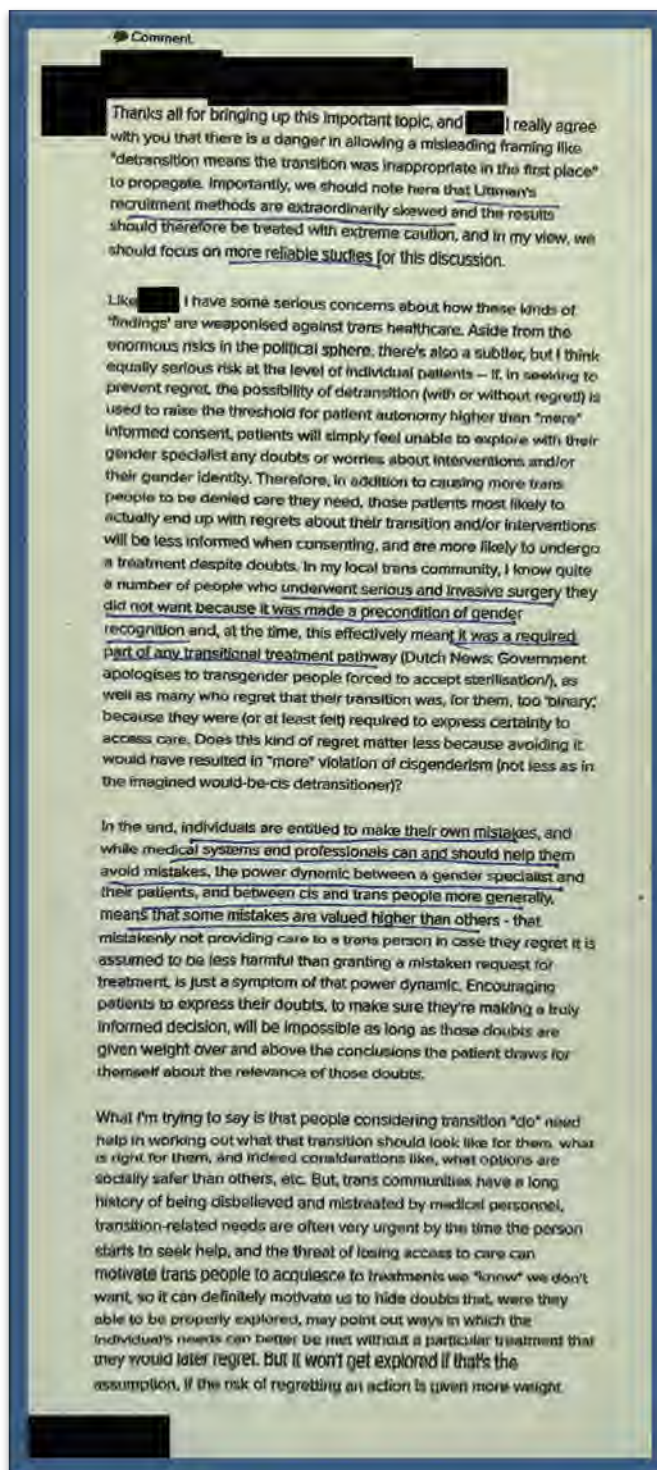 Comment
Thanks all for bringing up this important topic, and I really agree
with you that there is a danger in allowing a misleading framing like
"detransition means the transition was inappropriate in the first place"
to propagate. Importantly, we should note here that Littman's
recruitment methods are extraordinarily skewed and the results
should therefore be treated with extreme caution, and in my view, we
should focus on more reliable studies for this discussion.
Like I have some serious concerns about how these kinds of
'findings' are weaponised against trans healthcare. Aside from the
enormous risks in the political sphere, there's also a subtler, but I think
equally serious risk at the level of individual patients – if, in seeking to
prevent regret, the possibility of detransition (with or without regret!) is
used to raise the threshold for patient autonomy higher than "mere"
informed consent, patients will simply feel unable to explore with their
gender specialist any doubts or worries about interventions and/or
their gender identity. Therefore, in addition to causing more trans
people to be denied care they need, those patients most likely to
actually end up with regrets about their transition and/or interventions
will be less informed when consenting, and are more likely to undergo
a treatment despite doubts. In my local trans community, I know quite
a number of people who underwent serious and invasive surgery they
did not want because it was made a precondition of gender
recognition and, at the time, this effectively meant it was a required
part of any transitional treatment pathway (Dutch News: Government
apologises to transgender people forced to accept sterilisation/), as
well as many who regret that their transition was, for them, too 'binary',
because they were (or at least felt) required to express certainty to
access care. Does this kind of regret matter less because avoiding it
would have resulted in "more" violation of cisgenderism (not less as in
the imagined would-be-cis detransitioner)?
In the end, individuals are entitled to make their own mistakes, and
while medical systems and professionals can and should help them
avoid mistakes, the power dynamic between a gender specialist and
their patients, and between cis and trans people more generally,
means that some mistakes are valued higher than others - that
mistakenly not providing care to a trans person in case they regret it is
assumed to be less harmful than granting a mistaken request for
treatment, is just a symptom of that power dynamic. Encouraging
patients to express their doubts, to make sure they're making a truly
informed decision, will be impossible as long as those doubts are
given weight over and above the conclusions the patient draws for
themself about the relevance of those doubts.
What I'm trying to say is that people considering transition "do" need
help in working out what that transition should look like for them, what
is right for them, and indeed considerations like, what options are
socially safer than others, etc. But, trans communities have a long
history of being disbelieved and mistreated by medical personnel,
transition-related needs are often very urgent by the time the person
starts to seek help, and the threat of losing access to care can
motivate trans people to acquiesce to treatments we "know" we don't
want, so it can definitely motivate us to hide doubts that, were they
able to be properly explored, may point out ways in which the
individual's needs can better be met without a particular treatment that
they would later regret. But it won't get explored if that's the
assumption, if the risk of regretting an action is given more weight